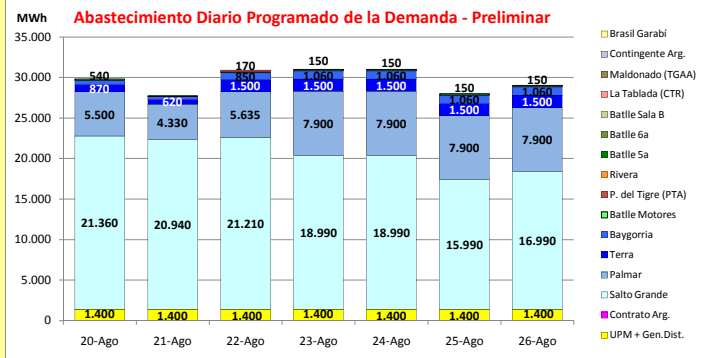 MWh
Abastecimiento Diario Programado de la Demanda - Preliminar
35.000
30.000
25.000
20.000
15.000
10.000
5.000
0
540
870
5.500
21.360
1.400
620
4.330
20.940
1.400
170
850
1.500
5.635
21.210
1.400
150
1.060
1.500
7.900
18.990
1.400
150
1.060
1.500
7.900
18.990
1.400
150
1.060
1.500
7.900
15.990
1.400
150
1.060
1.500
7.900
16.990
1.400
20-Ago
21-Ago
22-Ago
23-Ago
24-Ago
25-Ago
26-Ago
Brasil Garabí
Contingente Arg.
Maldonado (TGAA)
La Tablada (CTR)
Batlle Sala B
Batlle 6a
Batlle 5a
Rivera
P. del Tigre (PTA)
Batlle Motores
Baygorria
Terra
Palmar
Salto Grande
Contrato Arg.
UPM + Gen.Dist.